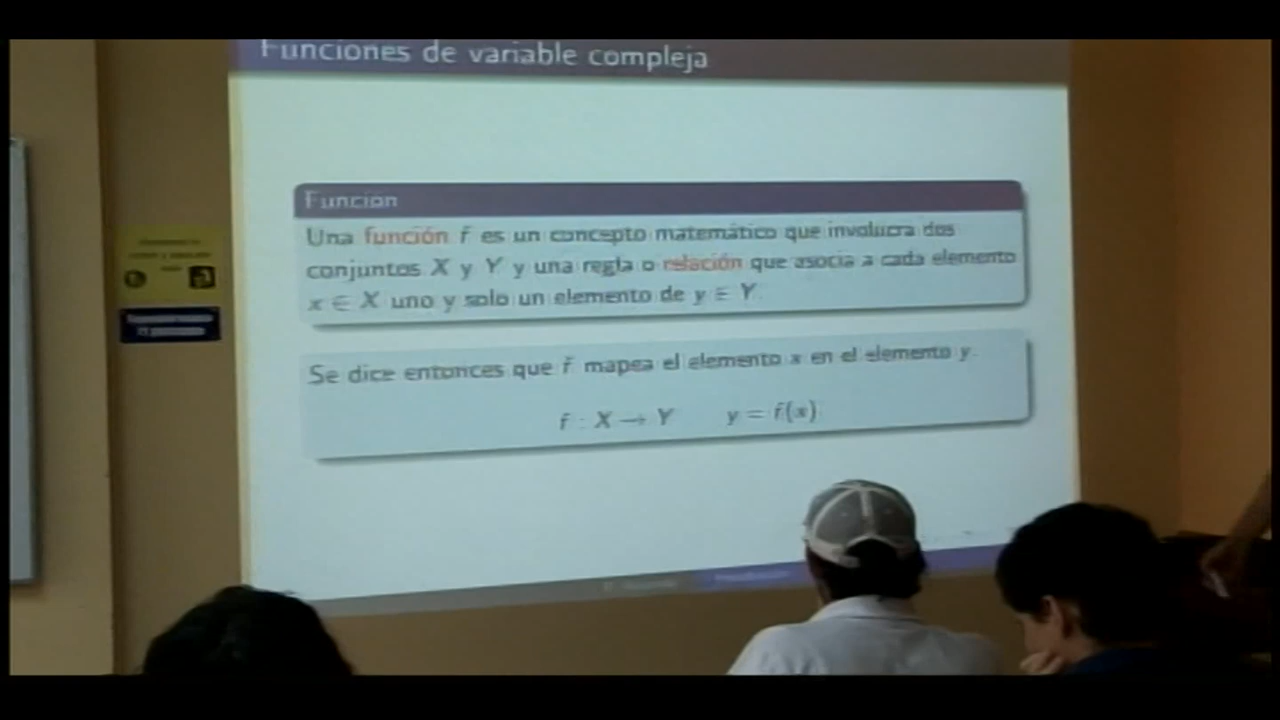 Funciones de variable compleja
Función
Una función f es un concepto matemático que involucra dos
conjuntos X y Y y una regla o relación que asocia a cada elemento
x ∈ X uno y solo un elemento de y ∈ Y.
Se dice entonces que f mapea el elemento x en el elemento y.
f : X → Y y = f(x)